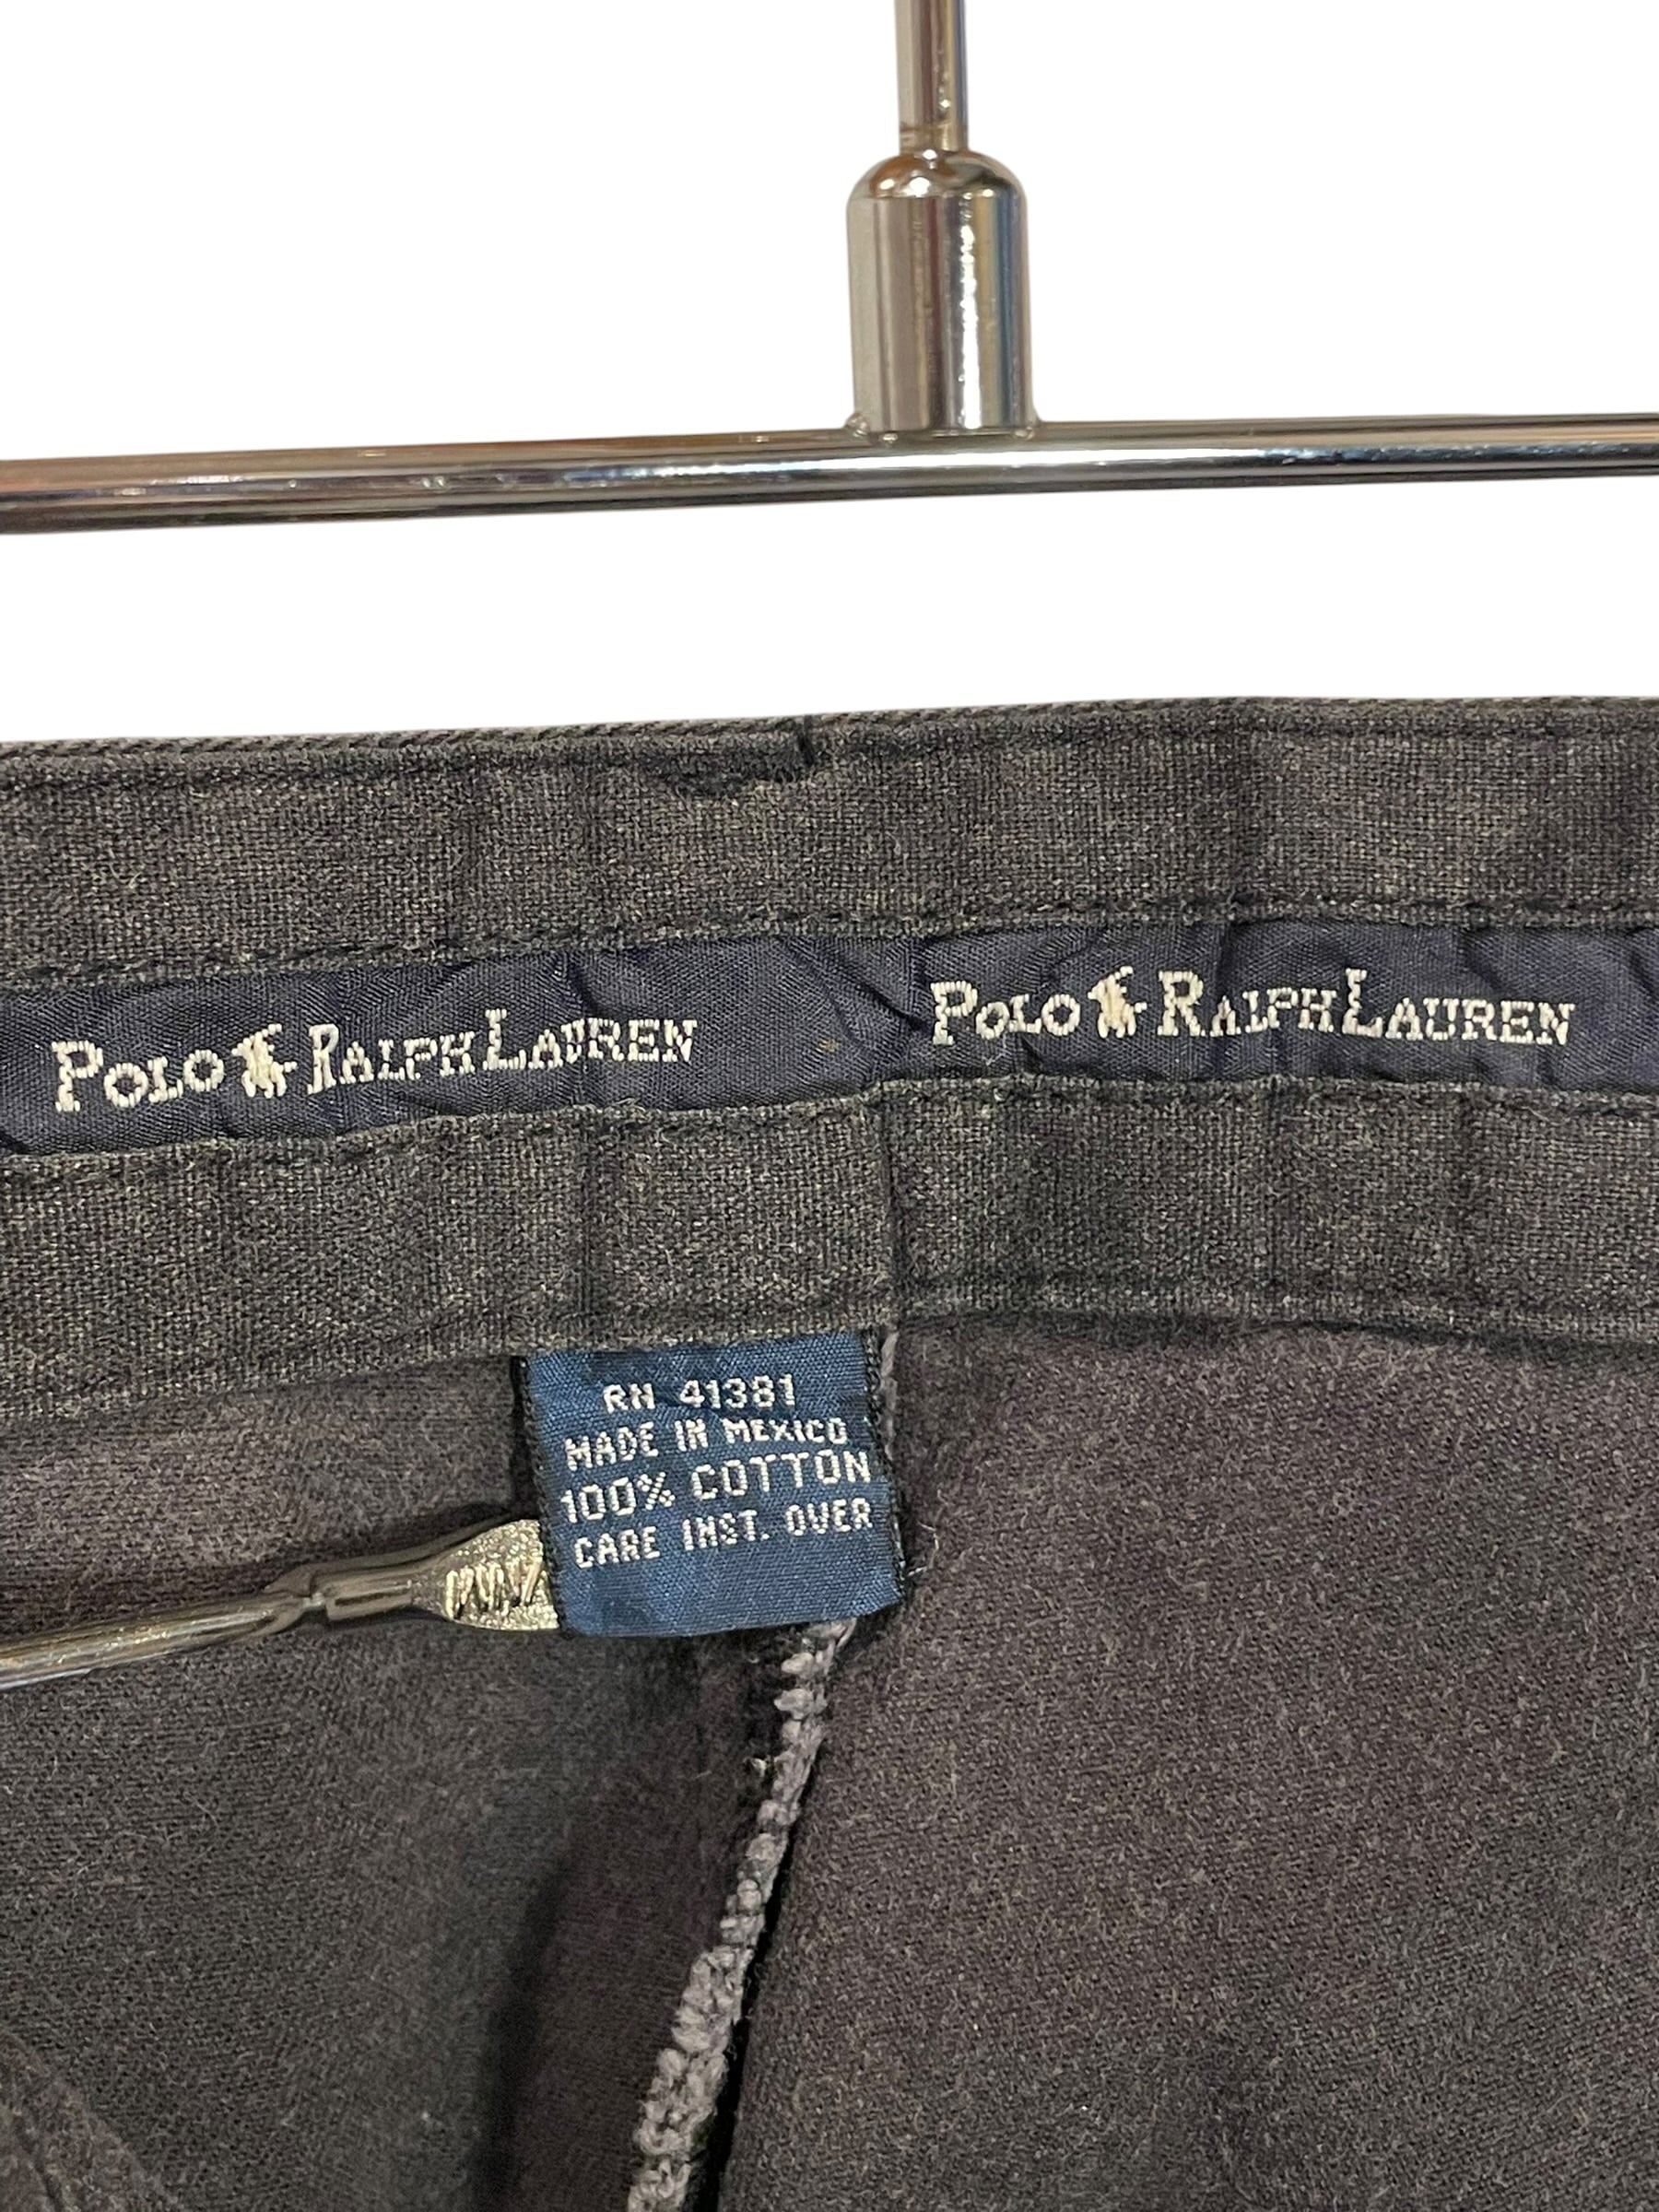 POLO RALPH LAUREN POLO RALPH LAUREN
RN 41381
MADE IN MEXICO
100% COTTON
CARE INST. OVER